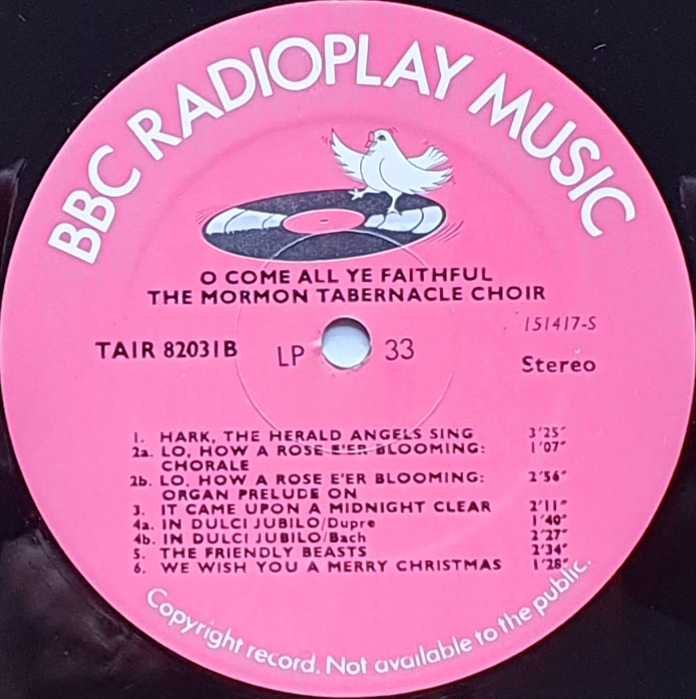 BBC RADIOPLAY MUSIC
O COME ALL YE FAITHFUL
THE MORMON TABERNACLE CHOIR
151417-S
TAIR 82031B LP 33
Stereo
1. HARK, THE HERALD ANGELS SING 3'25"
2a. LO, HOW A ROSE E'ER BLOOMING: 1'07"
CHORALE
2b. LO, HOW A ROSE E'ER BLOOMING: 2'56"
ORGAN PRELUDE ON
3. IT CAME UPON A MIDNIGHT CLEAR 2'11"
4a. IN DULCI JUBILO/Dupre 1'40"
4b. IN DULCI JUBILO/Bach 2'27"
5. THE FRIENDLY BEASTS 2'34"
6. WE WISH YOU A MERRY CHRISTMAS 1'28"
Copyright record. Not available to the public.